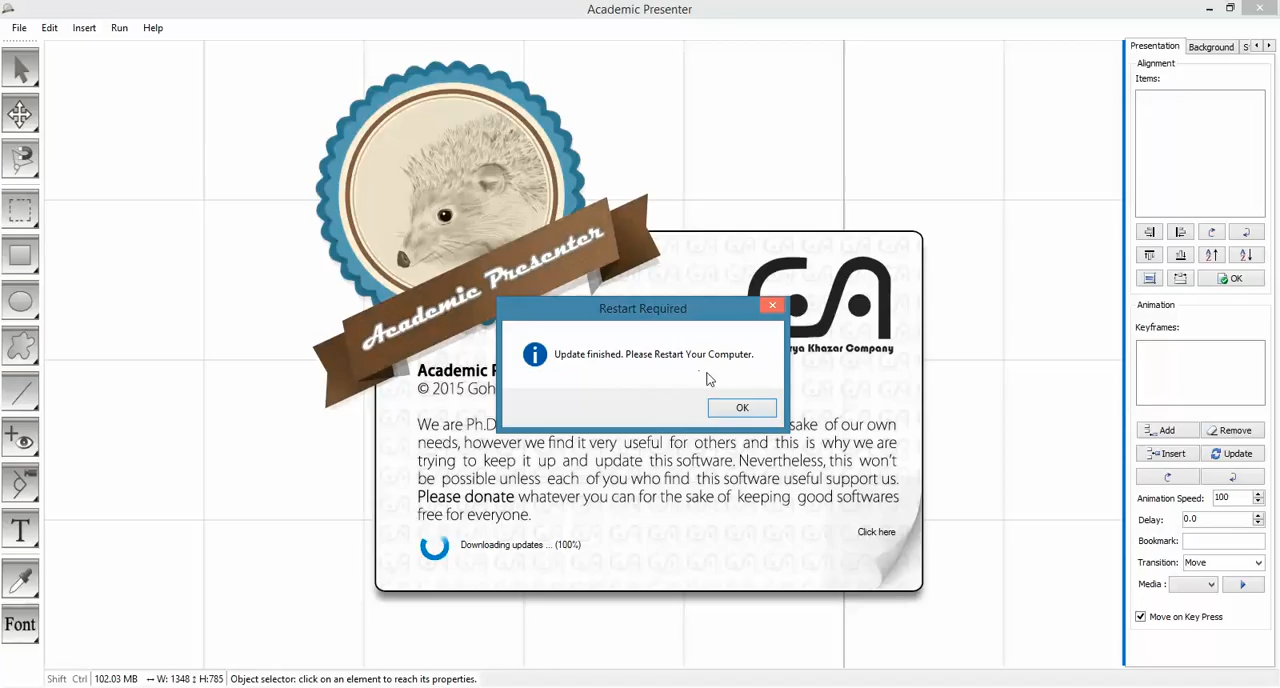 Academic Presenter
File Edit Insert Run Help
Presentation Background S
Alignment
Items:
OK
Animation
Keyframes:
Add Remove
Insert Update
Animation Speed: 100
Delay: 0.0
Bookmark:
Transition: Move
Media :
Move on Key Press
Font
T
Academic Presenter
GA
rya Khazar Company
Restart Required
Update finished. Please Restart Your Computer.
OK
Academic P
© 2015 Goh
We are Ph.D sake of our own
needs, however we find it very useful for others and this is why we are
trying to keep it up and update this software. Nevertheless, this won't
be possible unless each of you who find this software useful support us.
Please donate whatever you can for the sake of keeping good softwares
free for everyone.
Click here
Downloading updates ... (100%)
Shift Ctrl 102.03 MB W: 1348 H:785 Object selector: click on an element to reach its properties.